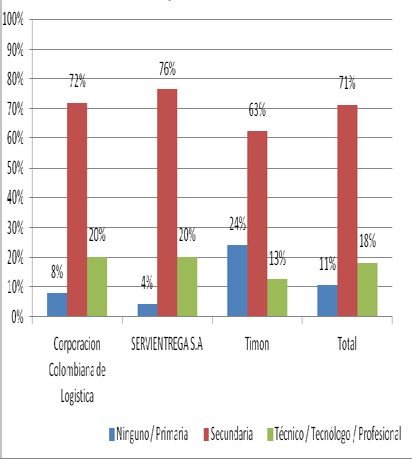 100%
90%
80%
70%
60%
50%
40%
30%
20%
10%
0%
8%
72%
20%
4%
76%
20%
24%
63%
13%
11%
71%
18%
Corporacion
Colombiana de
Logistica
SERVIENTREGA S.A
Timon
Total
Ninguno / Primaria
Secundaria
Técnico / Tecnólogo / Profesional